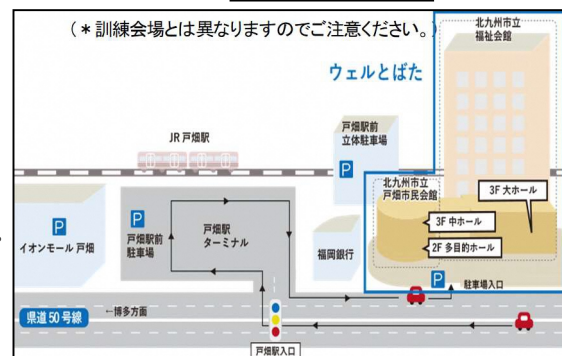 (＊訓練会場とは異なりますのでご注意ください。)
北九州市立
福祉会館
ウェルとばた
JR 戸畑駅
戸畑駅前
立体駐車場
P
北九州市立
戸畑市民会館
3F 大ホール
3F 中ホール
2F 多目的ホール
P
イオンモール戸畑
P
戸畑駅前
駐車場
戸畑駅
ターミナル
福岡銀行
P
駐車場入口
県道50号線
←博多方面
戸畑駅入口